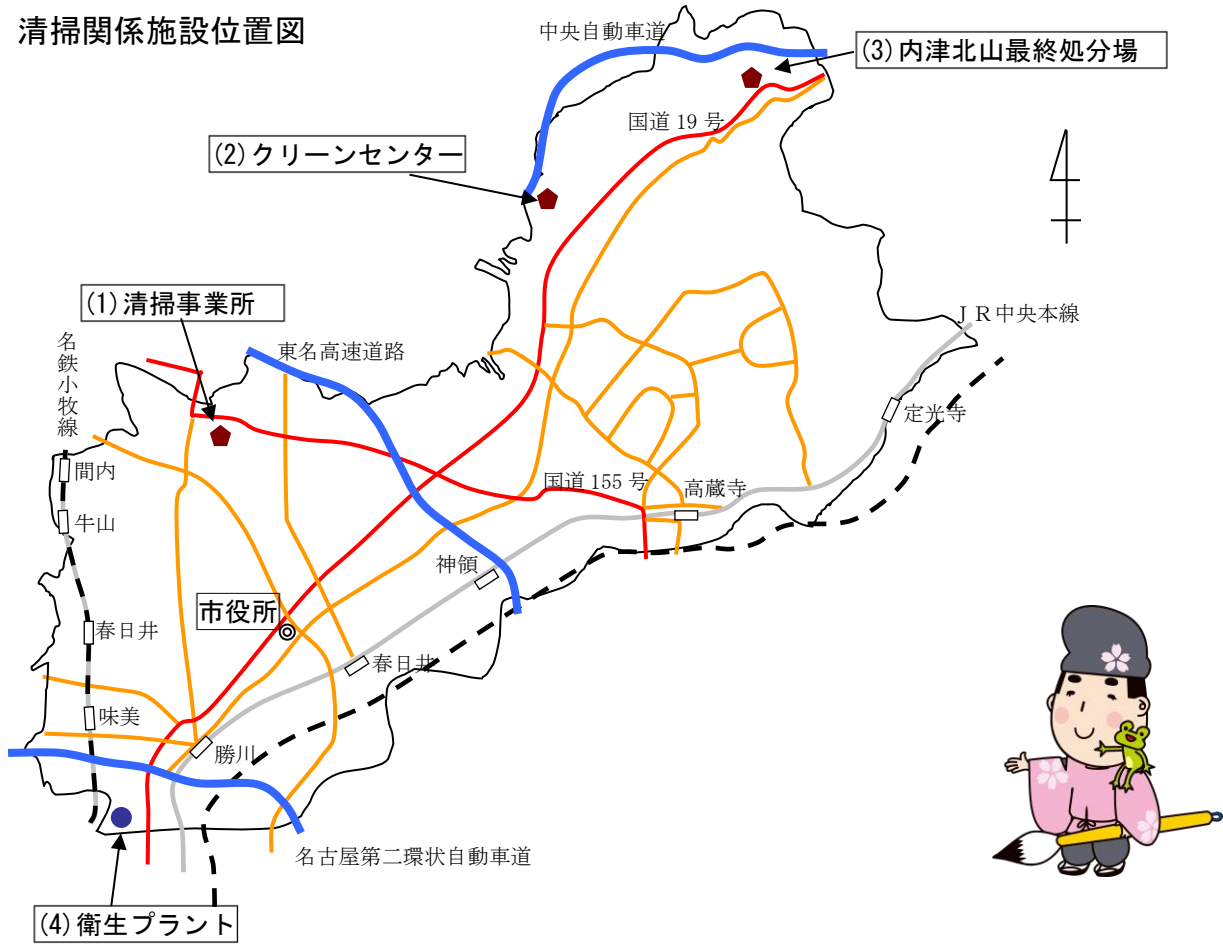 清掃関係施設位置図
中央自動車道
(3)内津北山最終処分場
国道19号
(2)クリーンセンター
(1)清掃事業所
名鉄小牧線
東名高速道路
JR中央本線
定光寺
間内
国道155号
高蔵寺
牛山
神領
市役所
春日井
春日井
味美
勝川
名古屋第二環状自動車道
(4)衛生プラント